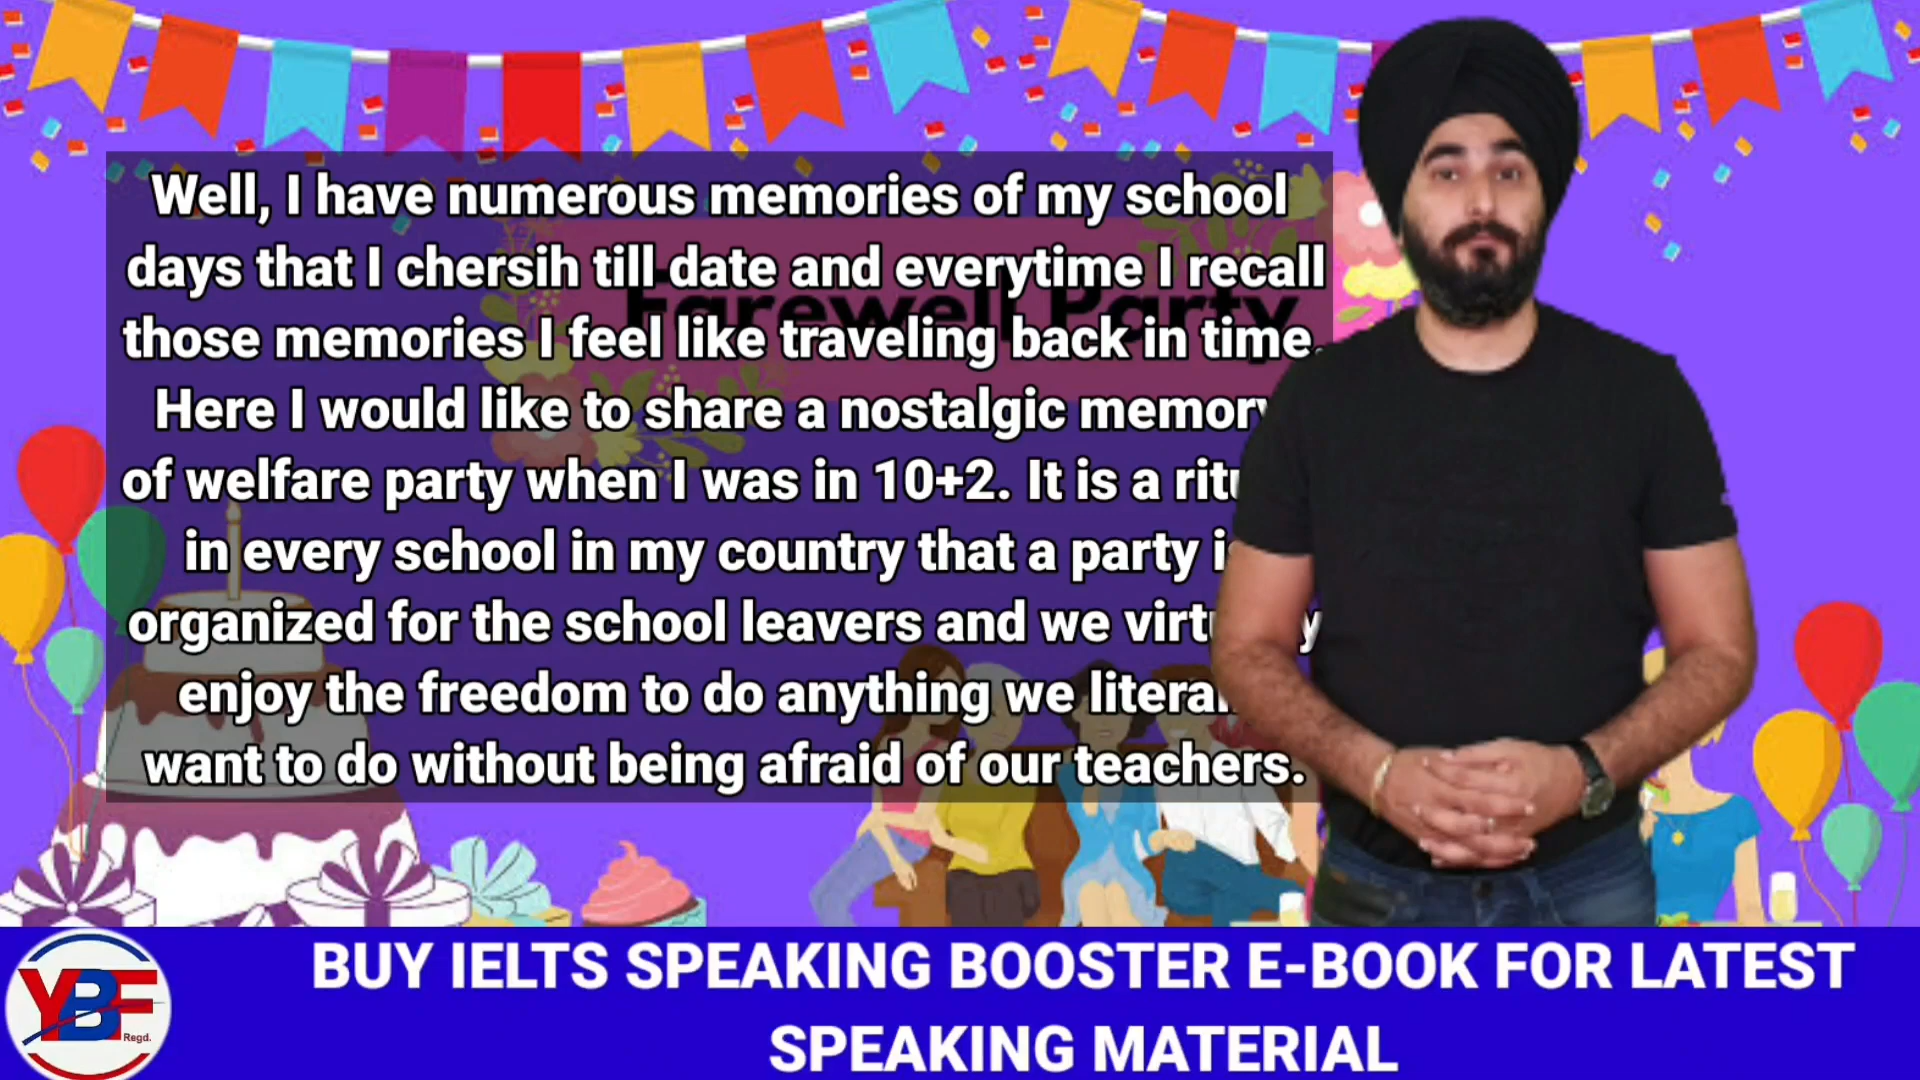 Well, I have numerous memories of my school
days that I chersih till date and everytime I recall
those memories I feel like traveling back in time.
Here I would like to share a nostalgic memory
of welfare party when I was in 10+2. It is a
in every school in my country that a party
organized for the school leavers and we
enjoy the freedom to do anything we
want to do without being afraid of our teachers.
Farewell Party
YBF
Regd.
BUY IELTS SPEAKING BOOSTER E-BOOK FOR LATEST
SPEAKING MATERIAL